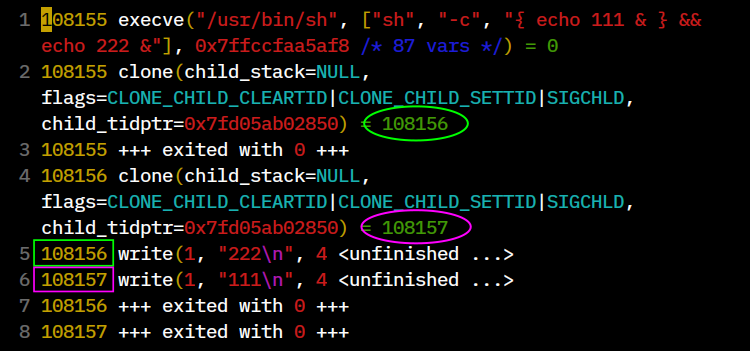 1 108155 execve("/usr/bin/sh", ["sh", "-c", "{ echo 111 & } &&
echo 222 &"], 0x7ffccfaa5af8 /* 87 vars */) = 0
2 108155 clone(child_stack=NULL,
flags=CLONE_CHILD_CLEARTID|CLONE_CHILD_SETTID|SIGCHLD,
child_tidptr=0x7fd05ab02850) = 108156
3 108155 +++ exited with 0 +++
4 108156 clone(child_stack=NULL,
flags=CLONE_CHILD_CLEARTID|CLONE_CHILD_SETTID|SIGCHLD,
child_tidptr=0x7fd05ab02850) = 108157
5 108156 write(1, "222\n", 4 <unfinished ...>
6 108157 write(1, "111\n", 4 <unfinished ...>
7 108156 +++ exited with 0 +++
8 108157 +++ exited with 0 +++